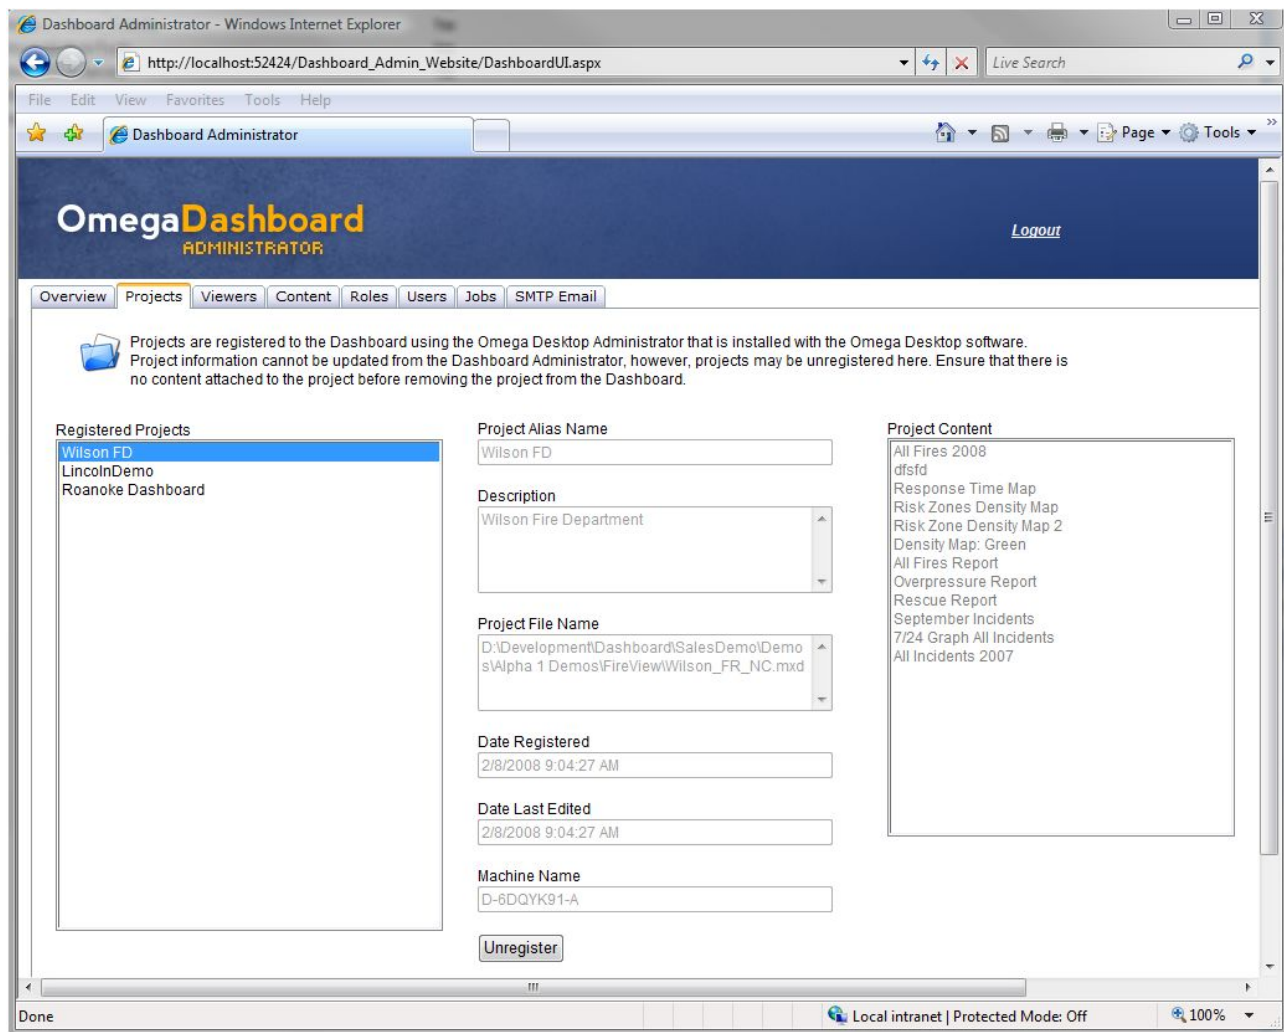 Dashboard Administrator - Windows Internet Explorer
http://localhost:52424/Dashboard_Admin_Website/DashboardUI.aspx
Live Search
File Edit View Favorites Tools Help
Dashboard Administrator
Page Tools
OmegaDashboard
ADMINISTRATOR
Logout
Overview Projects Viewers Content Roles Users Jobs SMTP Email
Projects are registered to the Dashboard using the Omega Desktop Administrator that is installed with the Omega Desktop software.
Project information cannot be updated from the Dashboard Administrator, however, projects may be unregistered here. Ensure that there is
no content attached to the project before removing the project from the Dashboard.
Registered Projects
Wilson FD
LincolnDemo
Roanoke Dashboard
Project Alias Name
Wilson FD
Description
Wilson Fire Department
Project File Name
D:\Development\Dashboard\SalesDemo\Demo
s\Alpha 1 Demos\FireView\Wilson_FR_NC.mxd
Date Registered
2/8/2008 9:04:27 AM
Date Last Edited
2/8/2008 9:04:27 AM
Machine Name
D-6DQYK91-A
Unregister
Project Content
All Fires 2008
dfsfd
Response Time Map
Risk Zones Density Map
Risk Zone Density Map 2
Density Map: Green
All Fires Report
Overpressure Report
Rescue Report
September Incidents
7/24 Graph All Incidents
All Incidents 2007
Done
Local intranet | Protected Mode: Off
100%